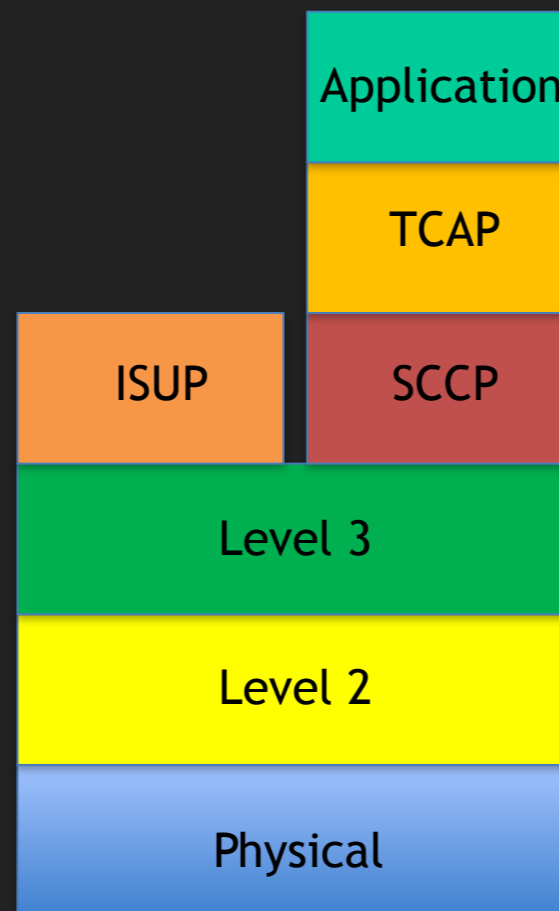 Application
TCAP
ISUP
SCCP
Level 3
Level 2
Physical